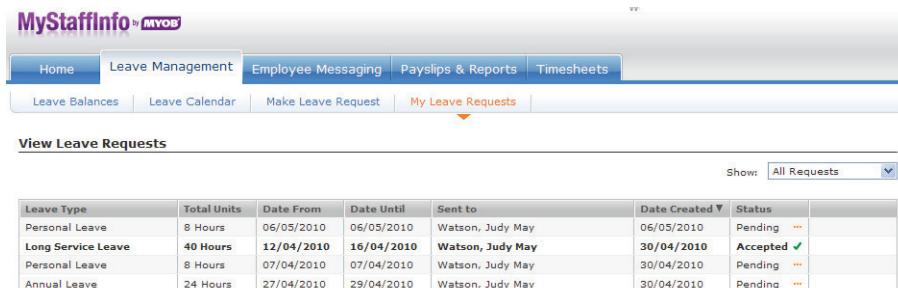 MyStaffInfo by MYOB
Home Leave Management Employee Messaging Payslips & Reports Timesheets
Leave Balances Leave Calendar Make Leave Request My Leave Requests
View Leave Requests
Show: All Requests
Leave Type Total Units Date From Date Until Sent to Date Created Status
Personal Leave 8 Hours 06/05/2010 06/05/2010 Watson, Judy May 06/05/2010 Pending
Long Service Leave 40 Hours 12/04/2010 16/04/2010 Watson, Judy May 30/04/2010 Accepted
Personal Leave 8 Hours 07/04/2010 07/04/2010 Watson, Judy May 30/04/2010 Pending
Annual Leave 24 Hours 27/04/2010 29/04/2010 Watson, Judy May 30/04/2010 Pending